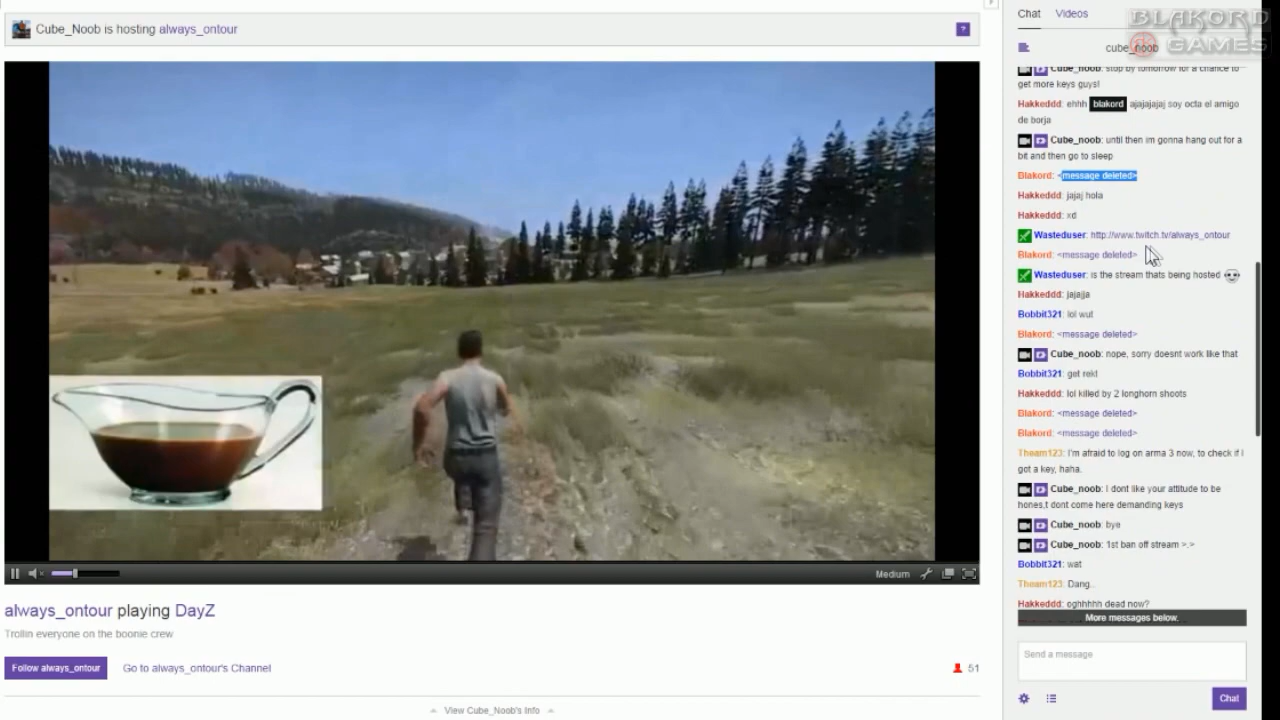 Cube_Noob is hosting always_ontour
?
Medium
always_ontour playing DayZ
Trollin everyone on the boonie crew
Follow always_ontour
Go to always_ontour's Channel
51
View Cube_Noob's Info
Chat Videos
BLAKORD
GAMES
cube_noob
Cube_noob: stop by tomorrow for a chance to
get more keys guys!
Hakkeddd: ehhh blakord ajajajajaj soy octa el amigo
de borja
Cube_noob: until then im gonna hang out for a
bit and then go to sleep
Blakord: <message deleted>
Hakkeddd: jajaj hola
Hakkeddd: xd
Wasteduser: http://www.twitch.tv/always_ontour
Blakord: <message deleted>
Wasteduser: is the stream thats being hosted
Hakkeddd: jajajja
Bobbit321: lol wut
Blakord: <message deleted>
Cube_noob: nope, sorry doesnt work like that
Bobbit321: get rekt
Hakkeddd: lol killed by 2 longhorn shoots
Blakord: <message deleted>
Blakord: <message deleted>
Theam123: I'm afraid to log on arma 3 now, to check if I
got a key, haha.
Cube_noob: I dont like your attitude to be
hones,t dont come here demanding keys
Cube_noob: bye
Cube_noob: 1st ban off stream >.>
Bobbit321: wat
Theam123: Dang..
Hakkeddd: oghhhhh dead now?
More messages below.
Send a message
Chat